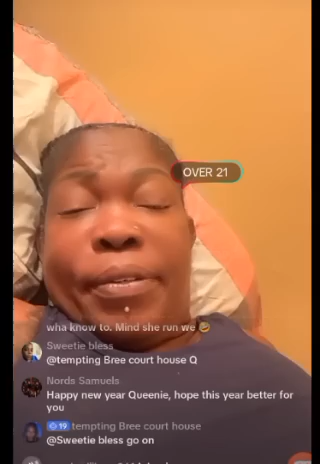 OVER 21
wha know to. Mind she run we 😂
Sweetie bless
@tempting Bree court house Q
Nords Samuels
Happy new year Queenie, hope this year better for
you
19 tempting Bree court house
@Sweetie bless go on